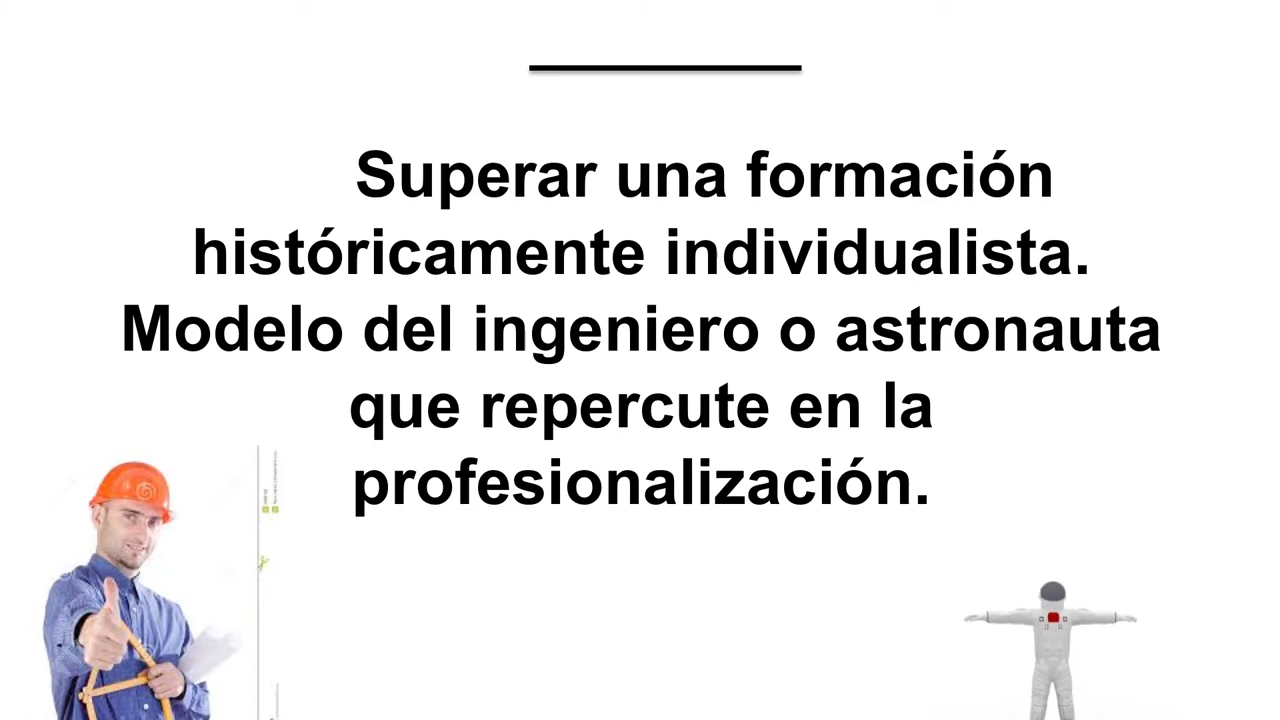 Superar una formación
históricamente individualista.
Modelo del ingeniero o astronauta
que repercute en la
profesionalización.